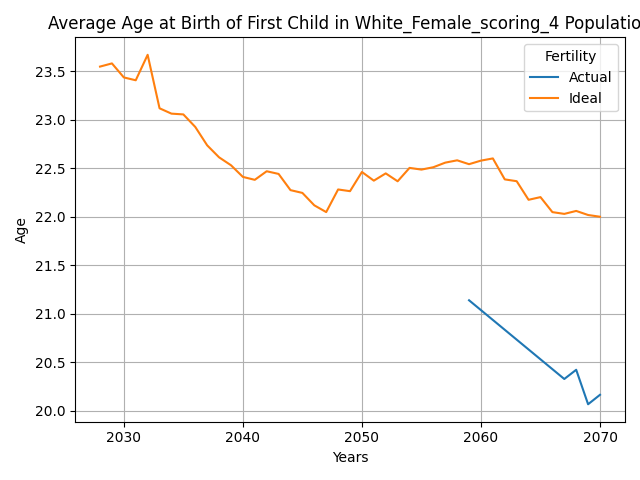 Average Age at Birth of First Child in White_Female_scoring_4 Populatio
Fertility
Actual
Ideal
23.5
23.0
22.5
22.0
21.5
21.0
20.5
20.0
Age
2030 2040 2050 2060 2070
Years